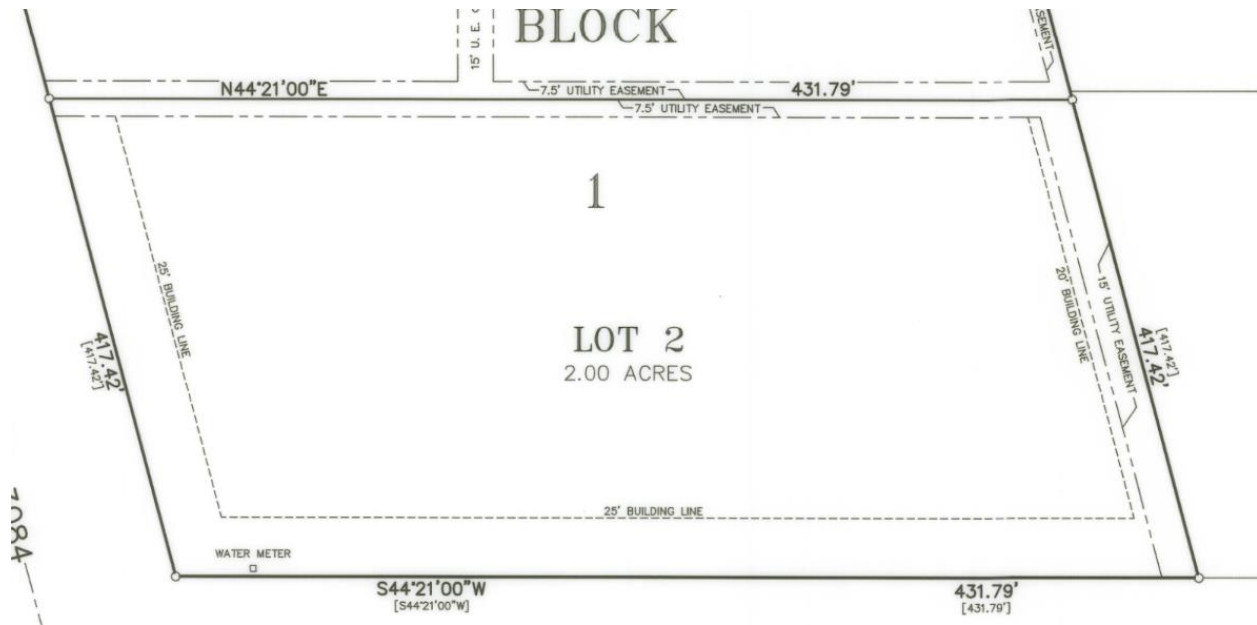 BLOCK
15' U. E.
EASEMENT
N44°21'00"E
7.5' UTILITY EASEMENT
431.79'
7.5' UTILITY EASEMENT
1
25' BUILDING LINE
20' BUILDING LINE
15' UTILITY EASEMENT
417.42'
[417.42']
[417.42']
417.42'
LOT 2
2.00 ACRES
25' BUILDING LINE
WATER METER
S44°21'00"W
[S44°21'00"W]
431.79'
[431.79']